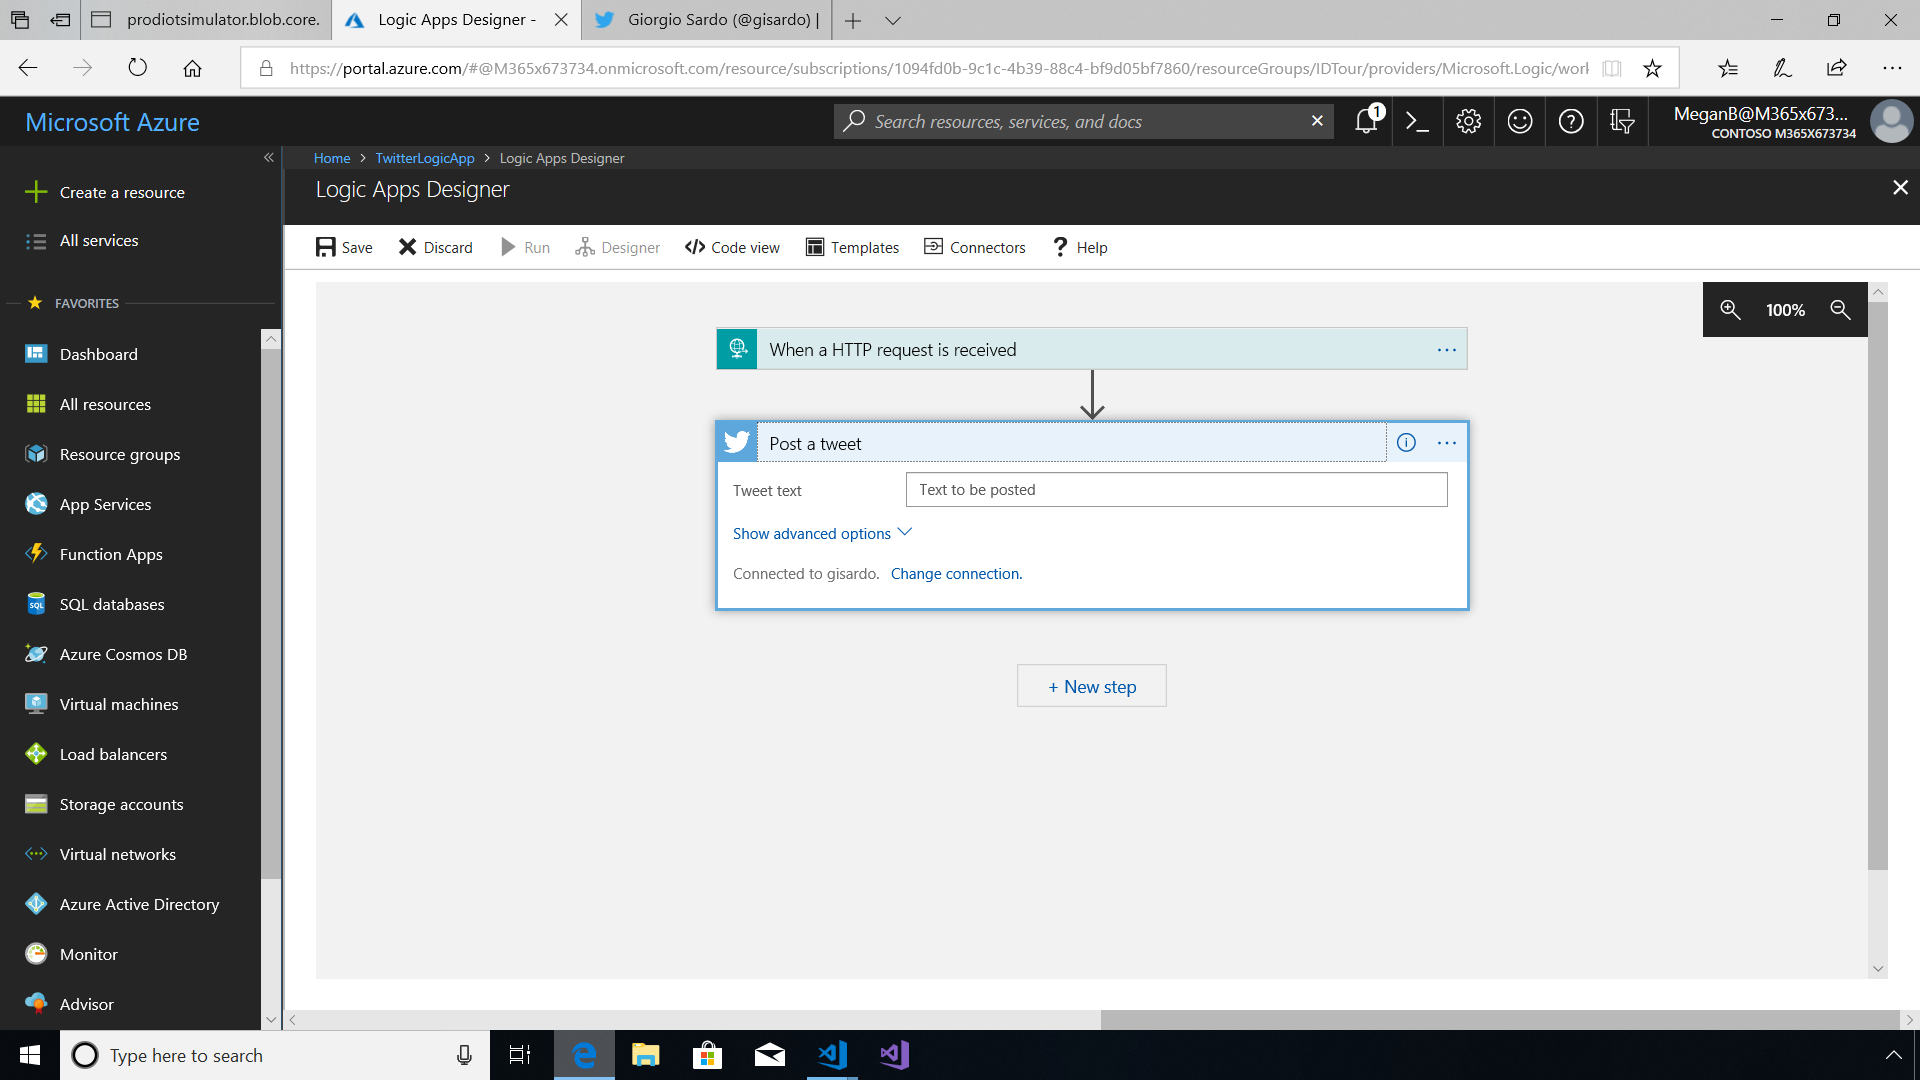 prodiotsimulator.blob.core.
Logic Apps Designer -
Giorgio Sardo (@gisardo) |
https://portal.azure.com/#@M365x673734.onmicrosoft.com/resource/subscriptions/1094fd0b-9c1c-4b39-88c4-bf9d05bf7860/resourceGroups/IDTour/providers/Microsoft.Logic/work
Microsoft Azure
Search resources, services, and docs
1
MeganB@M365x673...
CONTOSO M365X673734
Home > TwitterLogicApp > Logic Apps Designer
Logic Apps Designer
Create a resource
All services
FAVORITES
Dashboard
All resources
Resource groups
App Services
Function Apps
SQL databases
Azure Cosmos DB
Virtual machines
Load balancers
Storage accounts
Virtual networks
Azure Active Directory
Monitor
Advisor
Save
Discard
Run
Designer
Code view
Templates
Connectors
Help
100%
When a HTTP request is received
Post a tweet
Tweet text
Text to be posted
Show advanced options
Connected to gisardo. Change connection.
+ New step
Type here to search